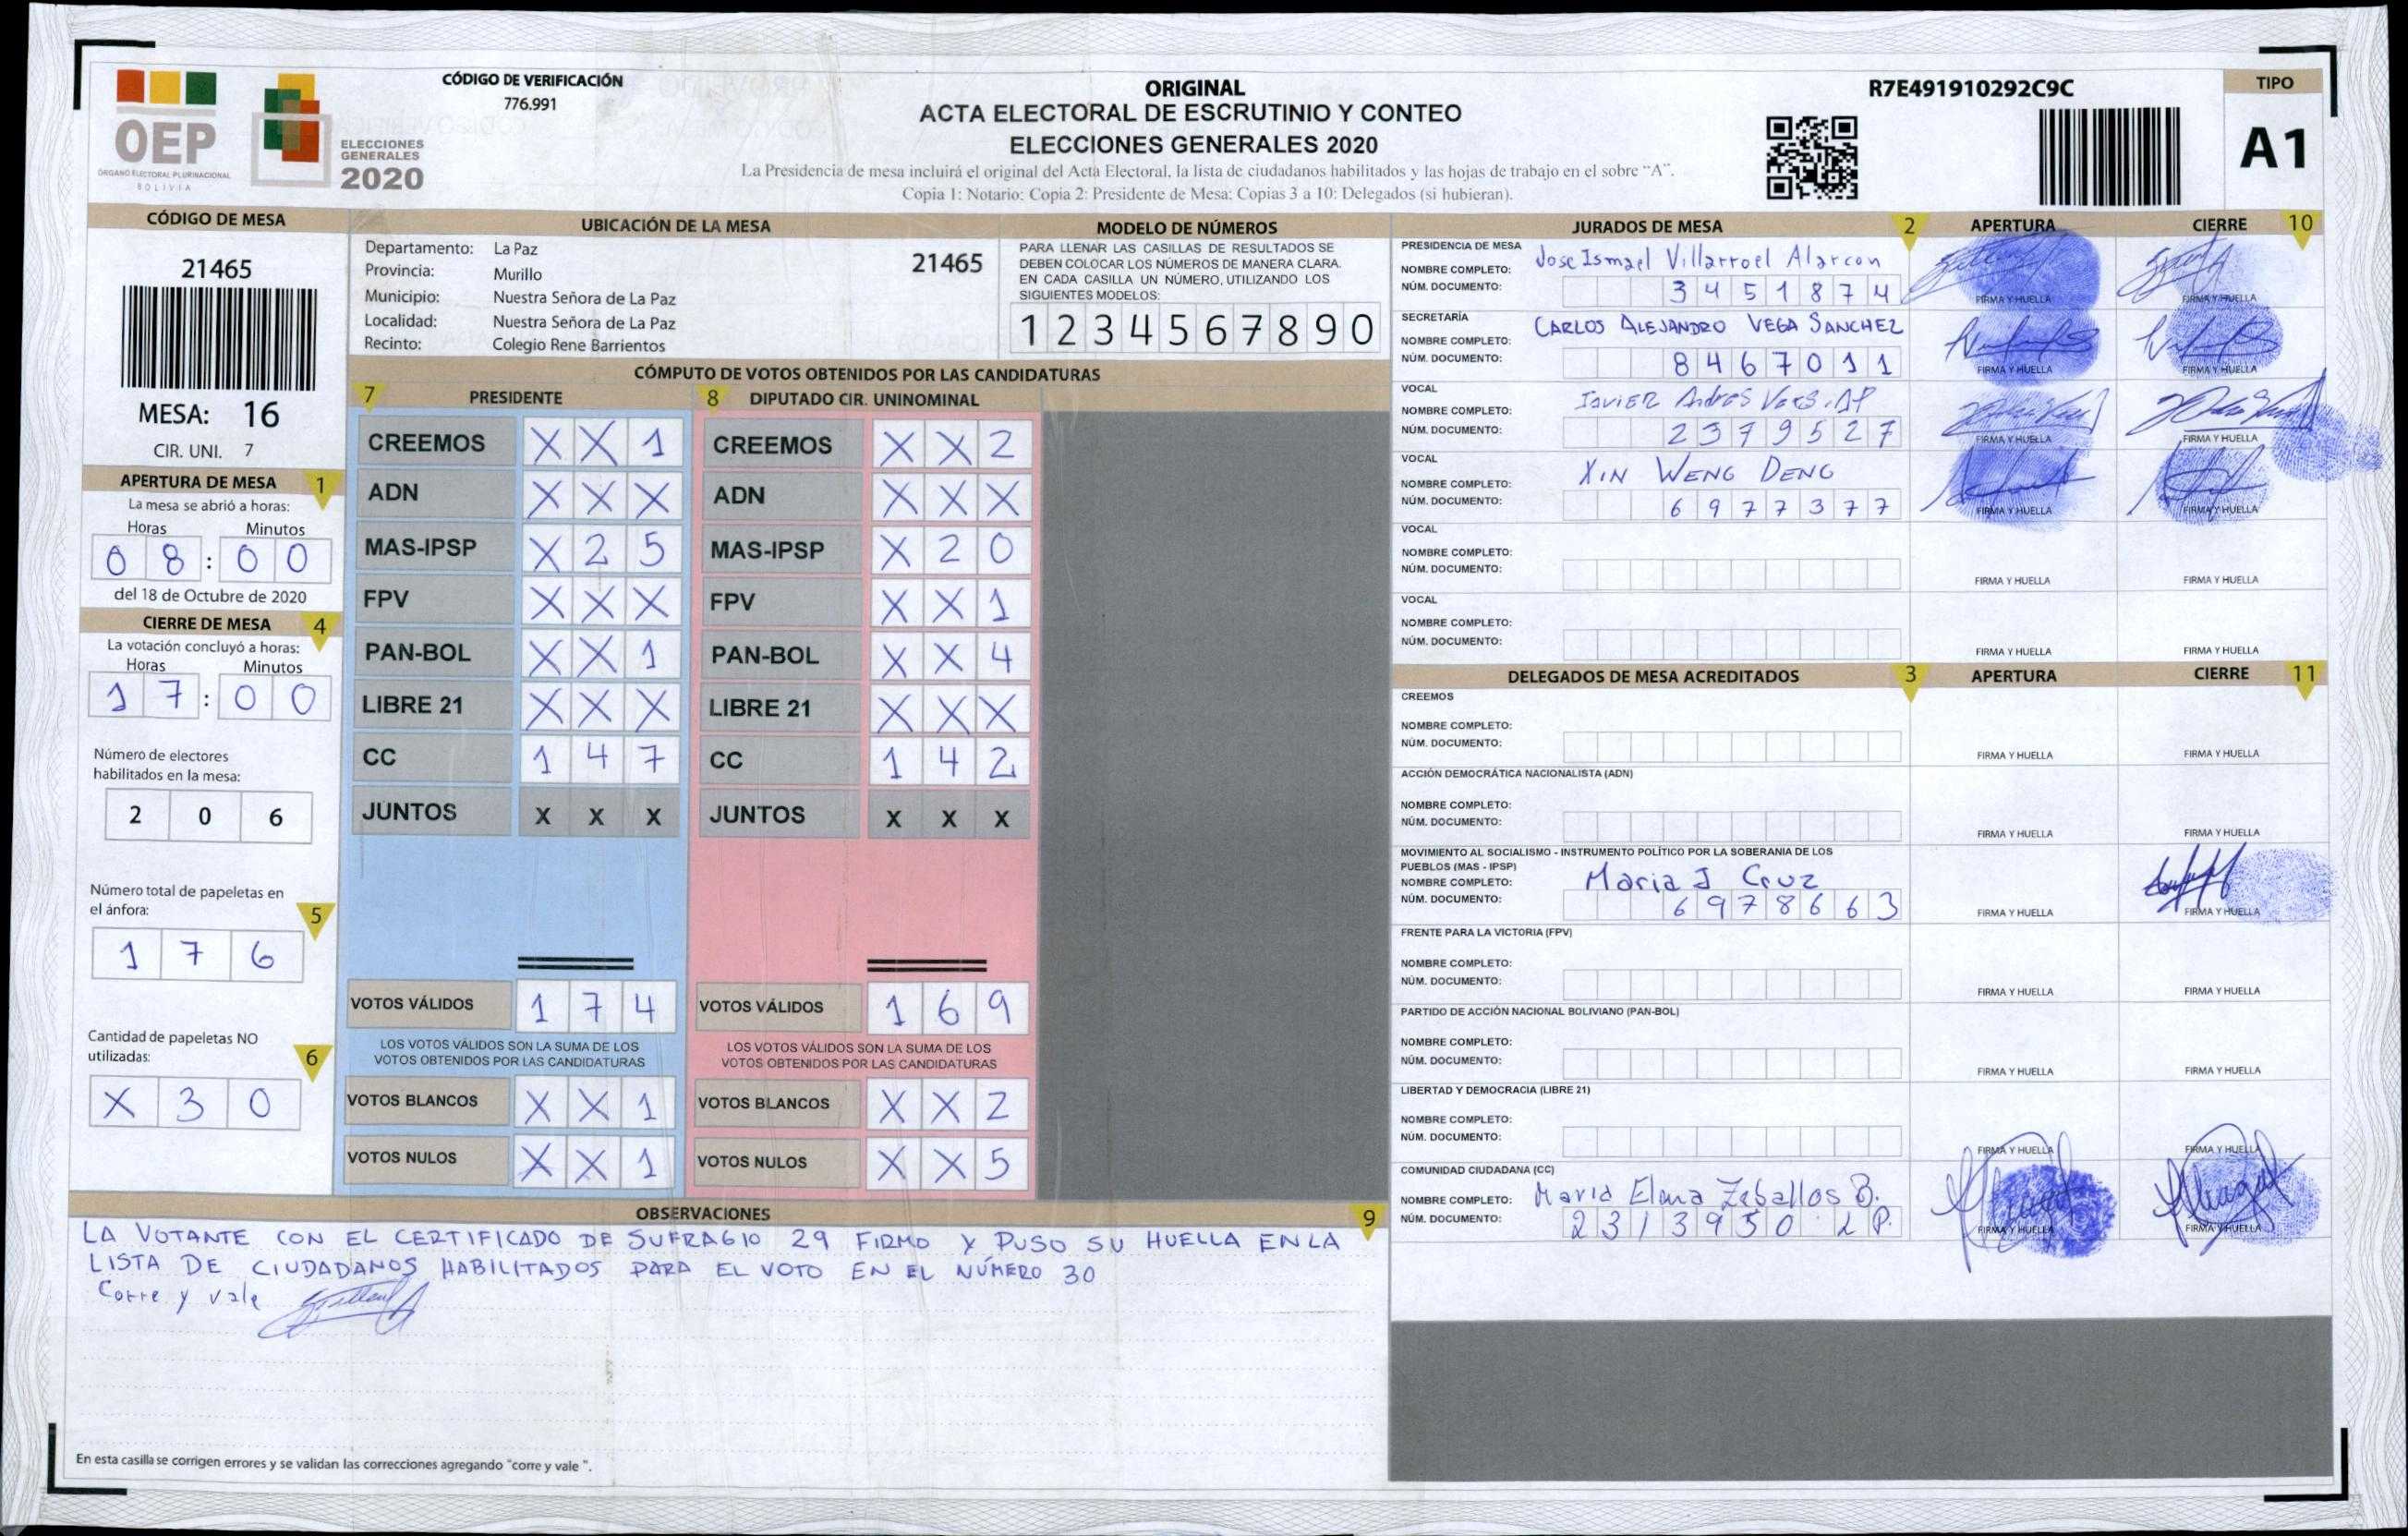 OEP
ÓRGANO ELECTORAL PLURINACIONAL
BOLIVIA
ELECCIONES
GENERALES
2020
CÓDIGO DE VERIFICACIÓN
776.991
ORIGINAL
ACTA ELECTORAL DE ESCRUTINIO Y CONTEO
ELECCIONES GENERALES 2020
La Presidencia de mesa incluirá el original del Acta Electoral, la lista de ciudadanos habilitados y las hojas de trabajo en el sobre "A".
Copia 1: Notario; Copia 2: Presidente de Mesa; Copias 3 a 10: Delegados (si hubieran).
R7E491910292C9C
TIPO
A1
CÓDIGO DE MESA
21465
MESA: 16
CIR. UNI. 7
UBICACIÓN DE LA MESA
Departamento: La Paz
21465
Provincia: Murillo
Municipio: Nuestra Señora de La Paz
Localidad: Nuestra Señora de La Paz
Recinto: Colegio Rene Barrientos
MODELO DE NÚMEROS
PARA LLENAR LAS CASILLAS DE RESULTADOS SE
DEBEN COLOCAR LOS NÚMEROS DE MANERA CLARA.
EN CADA CASILLA UN NÚMERO, UTILIZANDO LOS
SIGUIENTES MODELOS:
1 2 3 4 5 6 7 8 9 0
APERTURA DE MESA 1
La mesa se abrió a horas:
Horas Minutos
0 8 : 0 0
del 18 de Octubre de 2020
CIERRE DE MESA 4
La votación concluyó a horas:
Horas Minutos
1 7 : 0 0
Número de electores
habilitados en la mesa:
2 0 6
Número total de papeletas en
el ánfora: 5
1 7 6
Cantidad de papeletas NO
utilizadas: 6
X 3 0
CÓMPUTO DE VOTOS OBTENIDOS POR LAS CANDIDATURAS
7 PRESIDENTE
CREEMOS X X 1
ADN X X X
MAS-IPSP X 2 5
FPV X X X
PAN-BOL X X 1
LIBRE 21 X X X
CC 1 4 7
JUNTOS X X X
VOTOS VÁLIDOS 1 7 4
LOS VOTOS VÁLIDOS SON LA SUMA DE LOS
VOTOS OBTENIDOS POR LAS CANDIDATURAS
VOTOS BLANCOS X X 1
VOTOS NULOS X X 1
8 DIPUTADO CIR. UNINOMINAL
CREEMOS X X 2
ADN X X X
MAS-IPSP X 2 0
FPV X X 1
PAN-BOL X X 4
LIBRE 21 X X X
CC 1 4 2
JUNTOS X X X
VOTOS VÁLIDOS 1 6 9
LOS VOTOS VÁLIDOS SON LA SUMA DE LOS
VOTOS OBTENIDOS POR LAS CANDIDATURAS
VOTOS BLANCOS X X 2
VOTOS NULOS X X 5
OBSERVACIONES 9
LA VOTANTE CON EL CERTIFICADO DE SUFRAGIO 29 FIRMO Y PUSO SU HUELLA EN LA
LISTA DE CIUDADANOS HABILITADOS PARA EL VOTO EN EL NÚMERO 30
Corre y vale
En esta casilla se corrigen errores y se validan las correcciones agregando "corre y vale ".
JURADOS DE MESA 2 APERTURA CIERRE 10
PRESIDENCIA DE MESA
NOMBRE COMPLETO: Jose Ismael Villarroel Alarcon
NÚM. DOCUMENTO: 3 4 5 1 8 7 4
FIRMA Y HUELLA FIRMA Y HUELLA
SECRETARÍA
NOMBRE COMPLETO: CARLOS ALEJANDRO VEGA SANCHEZ
NÚM. DOCUMENTO: 8 4 6 7 0 1 1
FIRMA Y HUELLA FIRMA Y HUELLA
VOCAL
NOMBRE COMPLETO: Javier Andres
NÚM. DOCUMENTO: 2 3 7 9 5 2 7
FIRMA Y HUELLA FIRMA Y HUELLA
VOCAL
NOMBRE COMPLETO: XIN WENG DENG
NÚM. DOCUMENTO: 6 9 7 7 3 7 7
FIRMA Y HUELLA FIRMA Y HUELLA
VOCAL
NOMBRE COMPLETO:
NÚM. DOCUMENTO:
FIRMA Y HUELLA FIRMA Y HUELLA
VOCAL
NOMBRE COMPLETO:
NÚM. DOCUMENTO:
FIRMA Y HUELLA FIRMA Y HUELLA
DELEGADOS DE MESA ACREDITADOS 3 APERTURA CIERRE 11
CREEMOS
NOMBRE COMPLETO:
NÚM. DOCUMENTO:
FIRMA Y HUELLA FIRMA Y HUELLA
ACCIÓN DEMOCRÁTICA NACIONALISTA (ADN)
NOMBRE COMPLETO:
NÚM. DOCUMENTO:
FIRMA Y HUELLA FIRMA Y HUELLA
MOVIMIENTO AL SOCIALISMO - INSTRUMENTO POLÍTICO POR LA SOBERANIA DE LOS
PUEBLOS (MAS - IPSP)
NOMBRE COMPLETO: Maria J Cruz
NÚM. DOCUMENTO: 6 9 7 8 6 6 3
FIRMA Y HUELLA FIRMA Y HUELLA
FRENTE PARA LA VICTORIA (FPV)
NOMBRE COMPLETO:
NÚM. DOCUMENTO:
FIRMA Y HUELLA FIRMA Y HUELLA
PARTIDO DE ACCIÓN NACIONAL BOLIVIANO (PAN-BOL)
NOMBRE COMPLETO:
NÚM. DOCUMENTO:
FIRMA Y HUELLA FIRMA Y HUELLA
LIBERTAD Y DEMOCRACIA (LIBRE 21)
NOMBRE COMPLETO:
NÚM. DOCUMENTO:
FIRMA Y HUELLA FIRMA Y HUELLA
COMUNIDAD CIUDADANA (CC)
NOMBRE COMPLETO: Maria Elena Zeballos B.
NÚM. DOCUMENTO: 2 3 1 3 9 5 0 L P.
FIRMA Y HUELLA FIRMA Y HUELLA